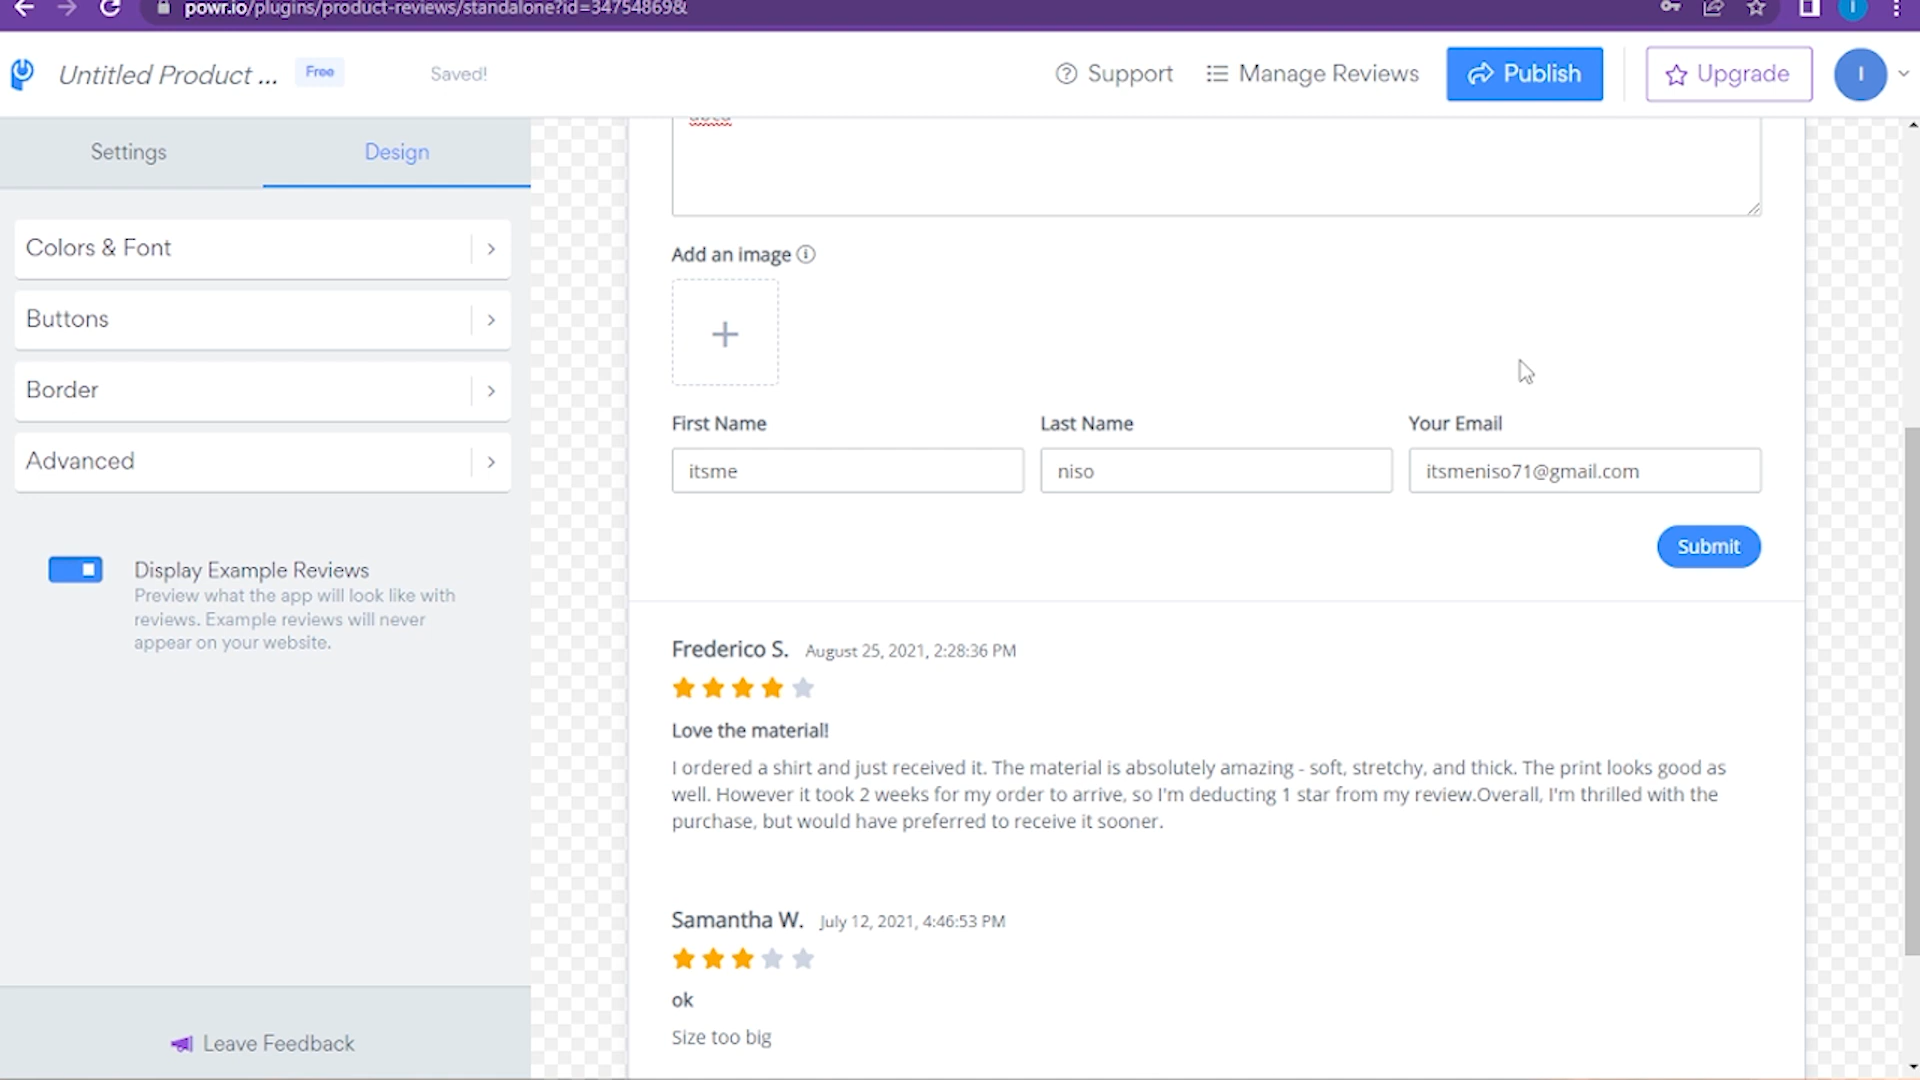 powr.io/plugins/product-reviews/standalone?id=34754869&
Untitled Product ...
Free
Saved!
Support
Manage Reviews
Publish
Upgrade
I
I
Settings
Design
Colors & Font
Buttons
Border
Advanced
Display Example Reviews
Preview what the app will look like with
reviews. Example reviews will never
appear on your website.
Leave Feedback
Add an image
First Name
Last Name
Your Email
itsme
niso
itsmeniso71@gmail.com
Submit
Frederico S. August 25, 2021, 2:28:36 PM
Love the material!
I ordered a shirt and just received it. The material is absolutely amazing - soft, stretchy, and thick. The print looks good as
well. However it took 2 weeks for my order to arrive, so I'm deducting 1 star from my review.Overall, I'm thrilled with the
purchase, but would have preferred to receive it sooner.
Samantha W. July 12, 2021, 4:46:53 PM
ok
Size too big